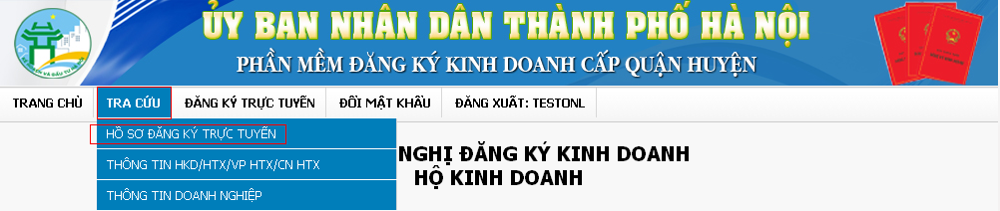 ỦY BAN NHÂN DÂN THÀNH PHỐ HÀ NỘI
PHẦN MỀM ĐĂNG KÝ KINH DOANH CẤP QUẬN HUYỆN
TRANG CHỦ TRA CỨU ĐĂNG KÝ TRỰC TUYẾN ĐỔI MẬT KHẨU ĐĂNG XUẤT: TESTONL
HỒ SƠ ĐĂNG KÝ TRỰC TUYẾN
NGHỊ ĐĂNG KÝ KINH DOANH
THÔNG TIN HKD/HTX/VP HTX/CN HTX
HỘ KINH DOANH
THÔNG TIN DOANH NGHIỆP